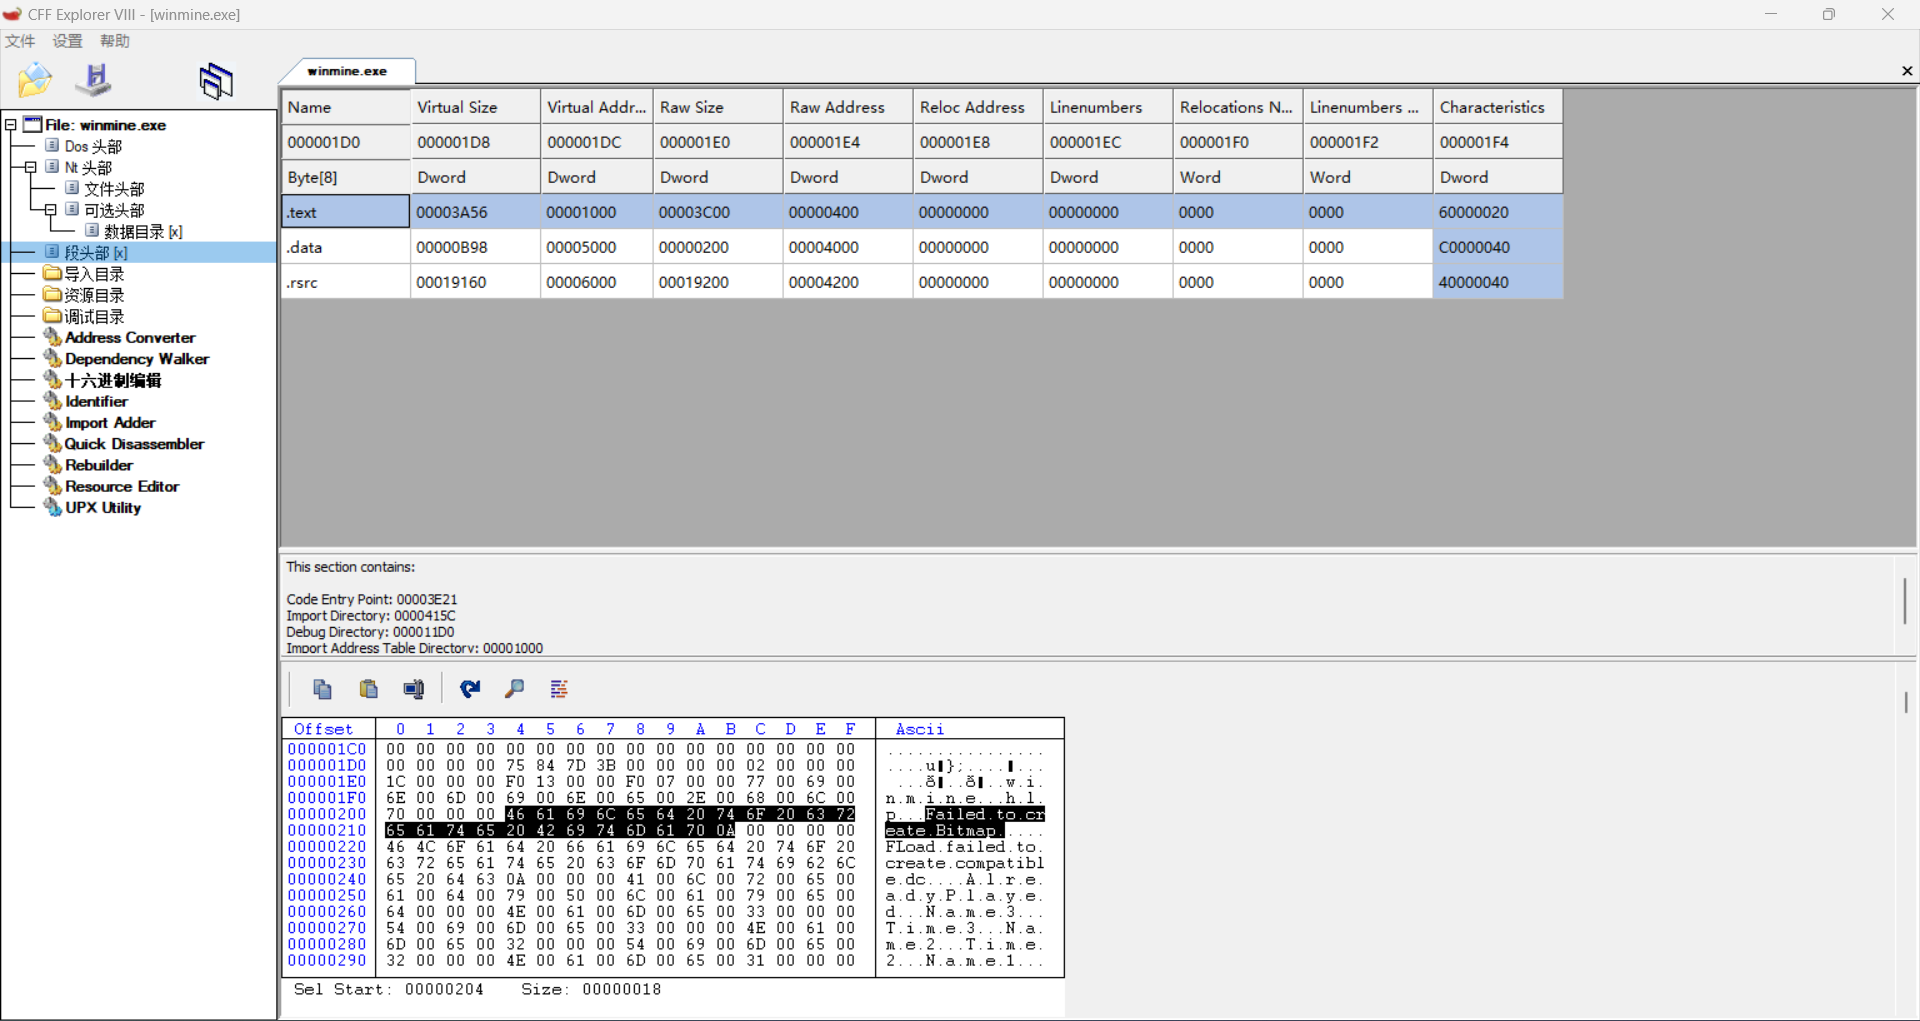 CFF Explorer VIII - [winmine.exe]
文件 设置 帮助
winmine.exe
File: winmine.exe
Dos 头部
Nt 头部
文件头部
可选头部
数据目录 [x]
段头部 [x]
导入目录
资源目录
调试目录
Address Converter
Dependency Walker
十六进制编辑
Identifier
Import Adder
Quick Disassembler
Rebuilder
Resource Editor
UPX Utility
Name Virtual Size Virtual Addr... Raw Size Raw Address Reloc Address Linenumbers Relocations N... Linenumbers ... Characteristics
000001D0 000001D8 000001DC 000001E0 000001E4 000001E8 000001EC 000001F0 000001F2 000001F4
Byte[8] Dword Dword Dword Dword Dword Dword Word Word Dword
.text 00003A56 00001000 00003C00 00000400 00000000 00000000 0000 0000 60000020
.data 00000B98 00005000 00000200 00004000 00000000 00000000 0000 0000 C0000040
.rsrc 00019160 00006000 00019200 00004200 00000000 00000000 0000 0000 40000040
This section contains:
Code Entry Point: 00003E21
Import Directory: 0000415C
Debug Directory: 000011D0
Import Address Table Directory: 00001000
Offset 0 1 2 3 4 5 6 7 8 9 A B C D E F Ascii
000001C0 00 00 00 00 00 00 00 00 00 00 00 00 00 00 00 00 ................
000001D0 00 00 00 00 75 84 7D 3B 00 00 00 00 02 00 00 00 ....u▮};....▮...
000001E0 1C 00 00 00 F0 13 00 00 F0 07 00 00 77 00 69 00 ....ð▮..ð▮..w.i.
000001F0 6E 00 6D 00 69 00 6E 00 65 00 2E 00 68 00 6C 00 n.m.i.n.e...h.l.
00000200 70 00 00 00 46 61 69 6C 65 64 20 74 6F 20 63 72 p...Failed.to.cr
00000210 65 61 74 65 20 42 69 74 6D 61 70 0A 00 00 00 00 eate.Bitmap.....
00000220 46 4C 6F 61 64 20 66 61 69 6C 65 64 20 74 6F 20 FLoad.failed.to.
00000230 63 72 65 61 74 65 20 63 6F 6D 70 61 74 69 62 6C create.compatibl
00000240 65 20 64 63 0A 00 00 00 41 00 6C 00 72 00 65 00 e.dc....A.l.r.e.
00000250 61 00 64 00 79 00 50 00 6C 00 61 00 79 00 65 00 a.d.y.P.l.a.y.e.
00000260 64 00 00 00 4E 00 61 00 6D 00 65 00 33 00 00 00 d...N.a.m.e.3...
00000270 54 00 69 00 6D 00 65 00 33 00 00 00 4E 00 61 00 T.i.m.e.3...N.a.
00000280 6D 00 65 00 32 00 00 00 54 00 69 00 6D 00 65 00 m.e.2...T.i.m.e.
00000290 32 00 00 00 4E 00 61 00 6D 00 65 00 31 00 00 00 2...N.a.m.e.1...
Sel Start: 00000204 Size: 00000018